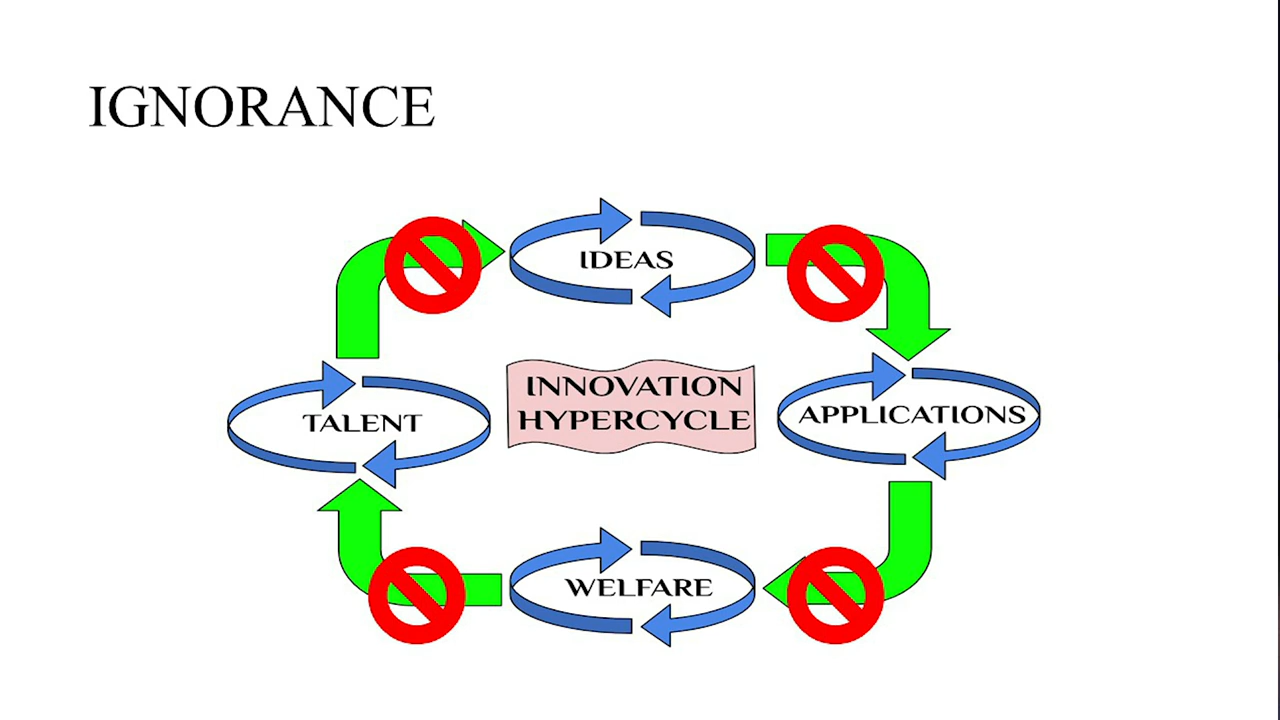 IGNORANCE
IDEAS
TALENT
INNOVATION
HYPERCYCLE
APPLICATIONS
WELFARE